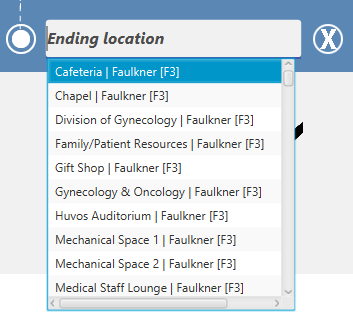 Ending location
X
Cafeteria | Faulkner [F3]
Chapel | Faulkner [F3]
Division of Gynecology | Faulkner [F3]
Family/Patient Resources | Faulkner [F3]
Gift Shop | Faulkner [F3]
Gynecology & Oncology | Faulkner [F3]
Huvos Auditorium | Faulkner [F3]
Mechanical Space 1 | Faulkner [F3]
Mechanical Space 2 | Faulkner [F3]
Medical Staff Lounge | Faulkner [F3]